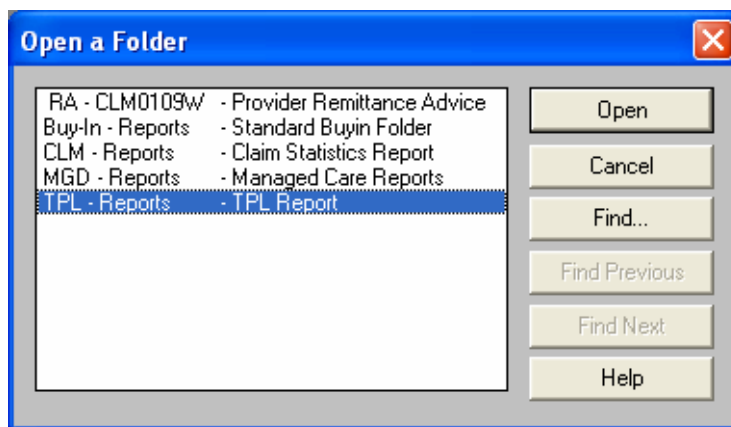 Open a Folder
RA - CLM0109W - Provider Remittance Advice
Buy-In - Reports - Standard Buyin Folder
CLM - Reports - Claim Statistics Report
MGD - Reports - Managed Care Reports
TPL - Reports - TPL Report
Open
Cancel
Find...
Find Previous
Find Next
Help